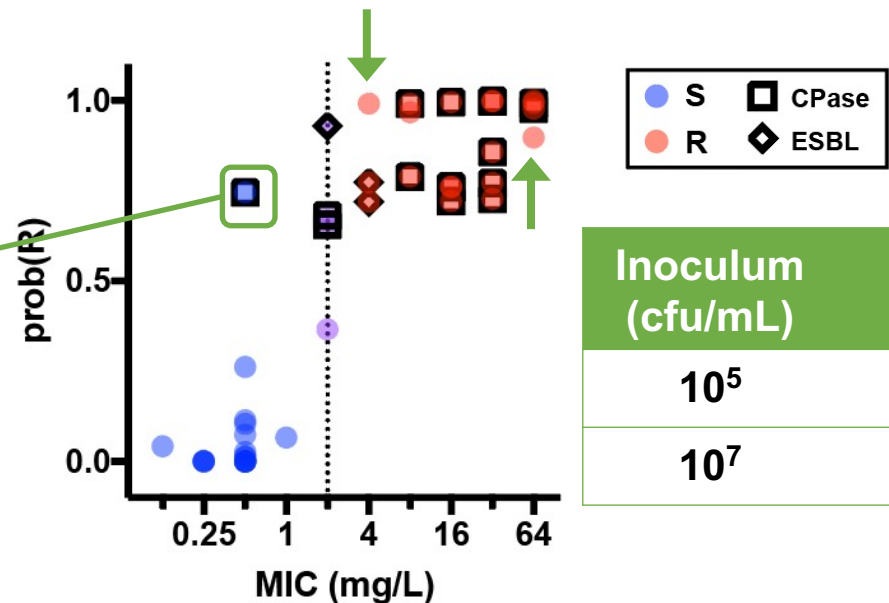 S
CPase
R
ESBL
1.0
0.5
0.0
prob(R)
0.25 1 4 16 64
MIC (mg/L)
Inoculum
(cfu/mL)
10⁵
10⁷